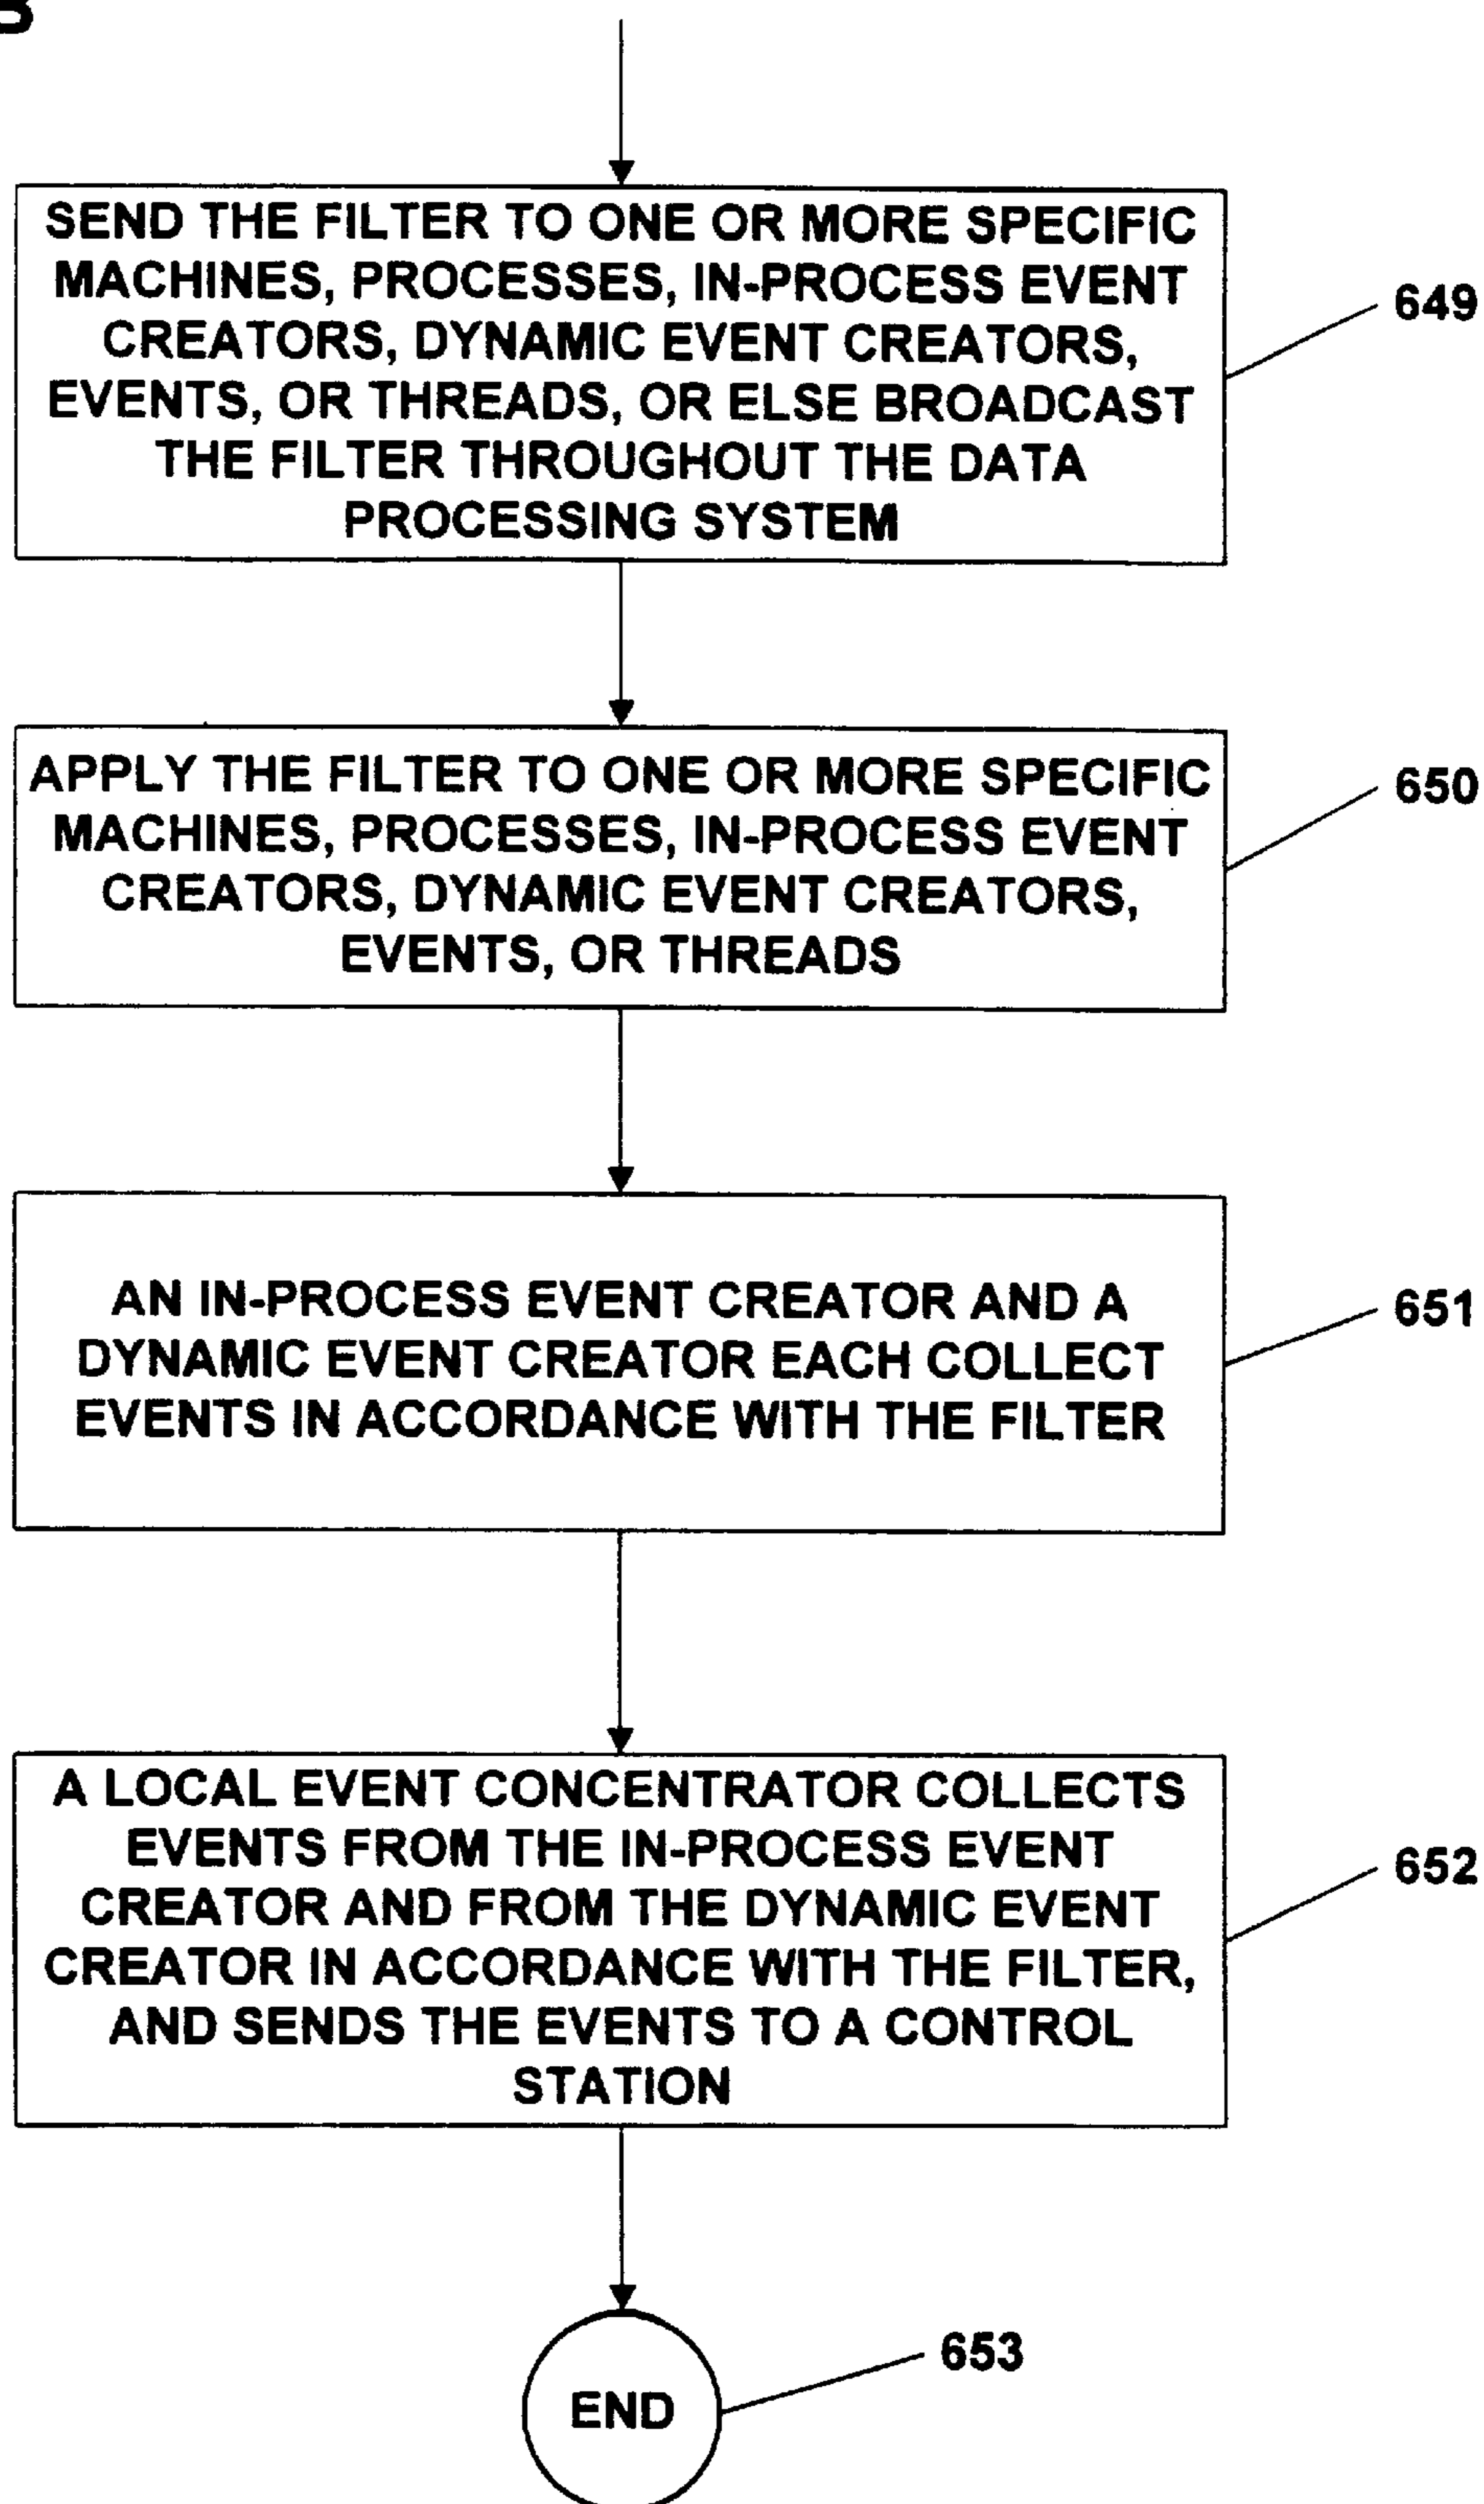 SEND THE FILTER TO ONE OR MORE SPECIFIC
MACHINES, PROCESSES, IN-PROCESS EVENT
CREATORS, DYNAMIC EVENT CREATORS,
EVENTS, OR THREADS, OR ELSE BROADCAST
THE FILTER THROUGHOUT THE DATA
PROCESSING SYSTEM
649
APPLY THE FILTER TO ONE OR MORE SPECIFIC
MACHINES, PROCESSES, IN-PROCESS EVENT
CREATORS, DYNAMIC EVENT CREATORS,
EVENTS, OR THREADS
650
AN IN-PROCESS EVENT CREATOR AND A
DYNAMIC EVENT CREATOR EACH COLLECT
EVENTS IN ACCORDANCE WITH THE FILTER
651
A LOCAL EVENT CONCENTRATOR COLLECTS
EVENTS FROM THE IN-PROCESS EVENT
CREATOR AND FROM THE DYNAMIC EVENT
CREATOR IN ACCORDANCE WITH THE FILTER,
AND SENDS THE EVENTS TO A CONTROL
STATION
652
END
653